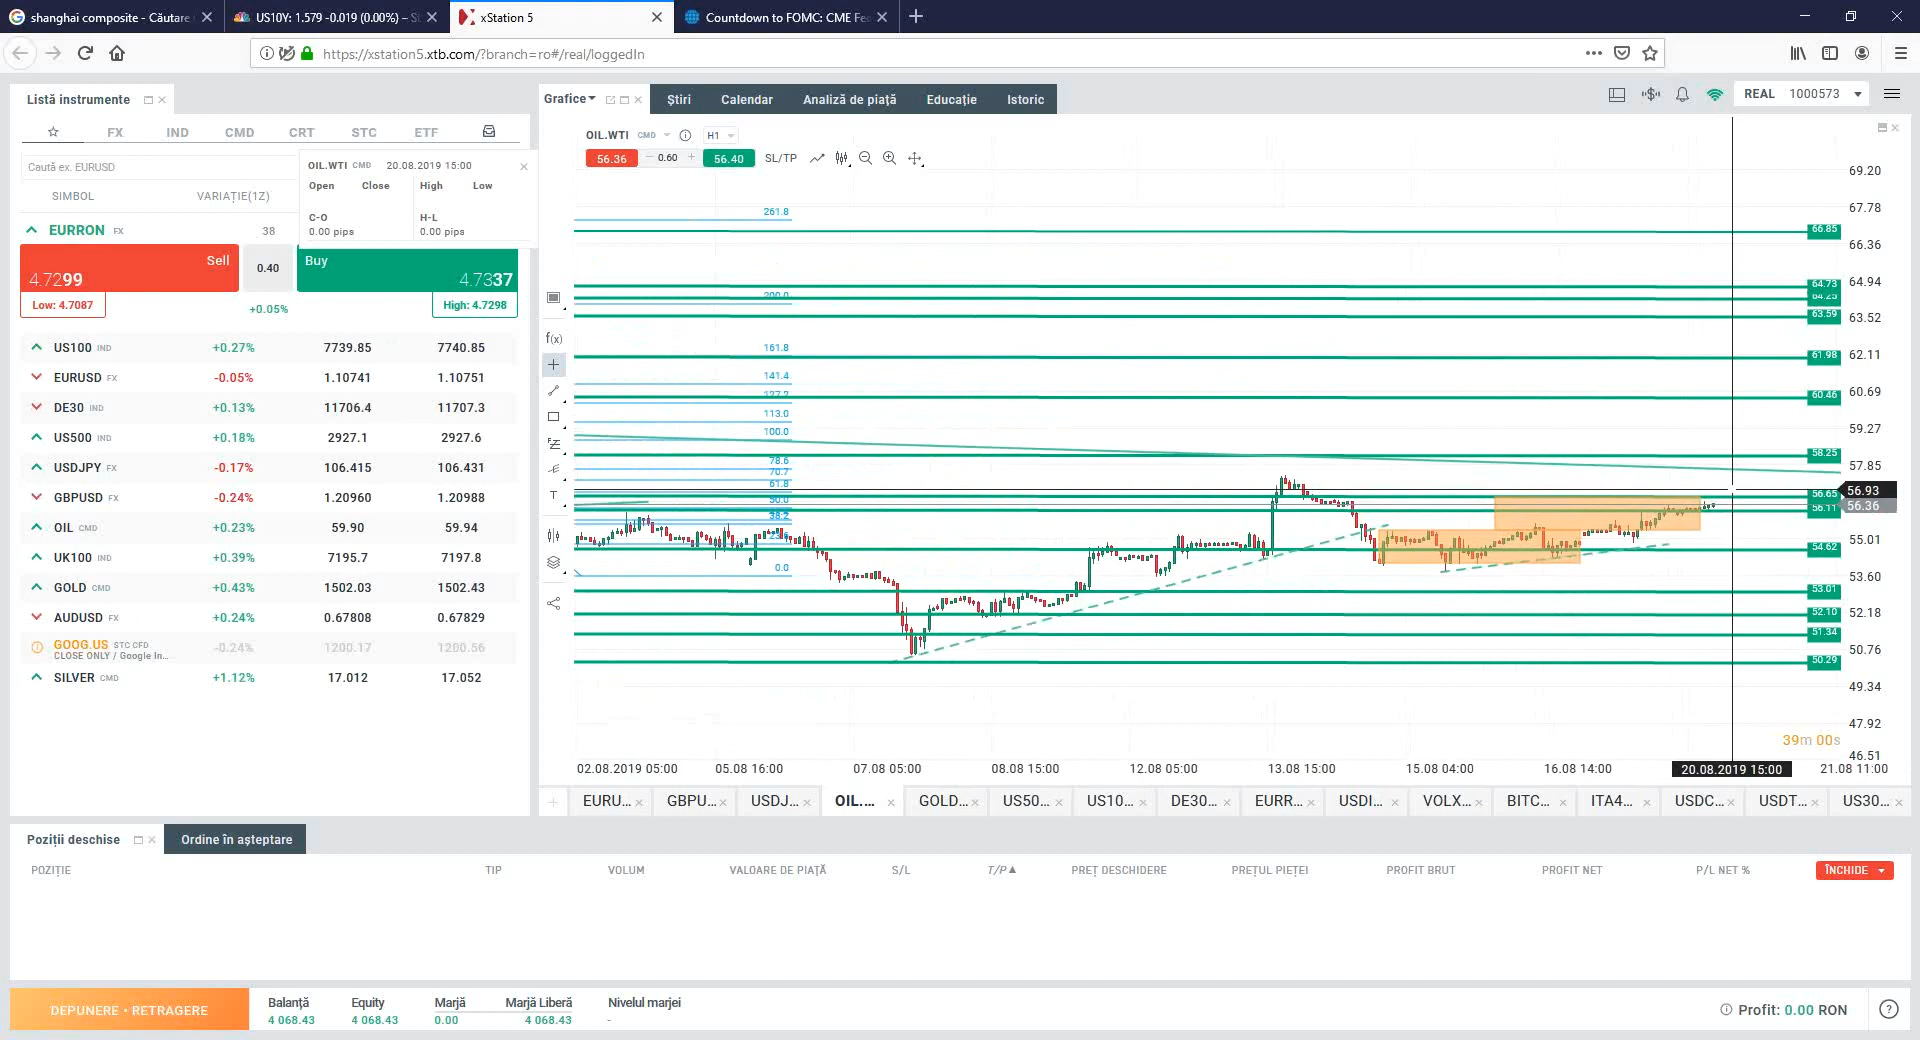 shanghai composite - Căutare
US10Y: 1.579 -0.019 (0.00%) – S
xStation 5
Countdown to FOMC: CME Fe
https://xstation5.xtb.com/?branch=ro#/real/loggedIn
Listă instrumente
FX IND CMD CRT STC ETF
Caută ex. EURUSD
SIMBOL VARIAȚIE(1Z)
OIL.WTI CMD 20.08.2019 15:00
Open Close High Low
C-O H-L
0.00 pips 0.00 pips
EURRON FX 38
Sell 4.7299
0.40
Buy 4.7337
Low: 4.7087 +0.05% High: 4.7298
US100 IND +0.27% 7739.85 7740.85
EURUSD FX -0.05% 1.10741 1.10751
DE30 IND +0.13% 11706.4 11707.3
US500 IND +0.18% 2927.1 2927.6
USDJPY FX -0.17% 106.415 106.431
GBPUSD FX -0.24% 1.20960 1.20988
OIL CMD +0.23% 59.90 59.94
UK100 IND +0.39% 7195.7 7197.8
GOLD CMD +0.43% 1502.03 1502.43
AUDUSD FX +0.24% 0.67808 0.67829
GOOG.US STC CFD -0.24% 1200.17 1200.56
CLOSE ONLY / Google In...
SILVER CMD +1.12% 17.012 17.052
Grafice Știri Calendar Analiză de piață Educație Istoric
REAL 1000573
OIL.WTI CMD H1
56.36 0.60 56.40 SL/TP
f(x)
T
261.8
200.0
161.8
141.4
127.2
113.0
100.0
78.6
70.7
61.8
50.0
38.2
23.6
0.0
66.85
64.73
64.25
63.59
61.98
60.46
58.25
56.65
56.11
54.62
53.01
52.10
51.34
50.29
69.20
67.78
66.36
64.94
63.52
62.11
60.69
59.27
57.85
56.93
56.36
55.01
53.60
52.18
50.76
49.34
47.92
46.51
39m 00s
02.08.2019 05:00 05.08 16:00 07.08 05:00 08.08 15:00 12.08 05:00 13.08 15:00 15.08 04:00 16.08 14:00 20.08.2019 15:00 21.08 11:00
EURU... GBPU... USDJ... OIL.... GOLD... US50... US10... DE30... EURR... USDI... VOLX... BITC... ITA4... USDC... USDT... US30...
Poziții deschise Ordine în așteptare
POZIȚIE TIP VOLUM VALOARE DE PIAȚĂ S/L T/P PREȚ DESCHIDERE PREȚUL PIEȚEI PROFIT BRUT PROFIT NET P/L NET % ÎNCHIDE
DEPUNERE • RETRAGERE
Balanță Equity Marjă Marjă Liberă Nivelul marjei
4 068.43 4 068.43 0.00 4 068.43 -
Profit: 0.00 RON